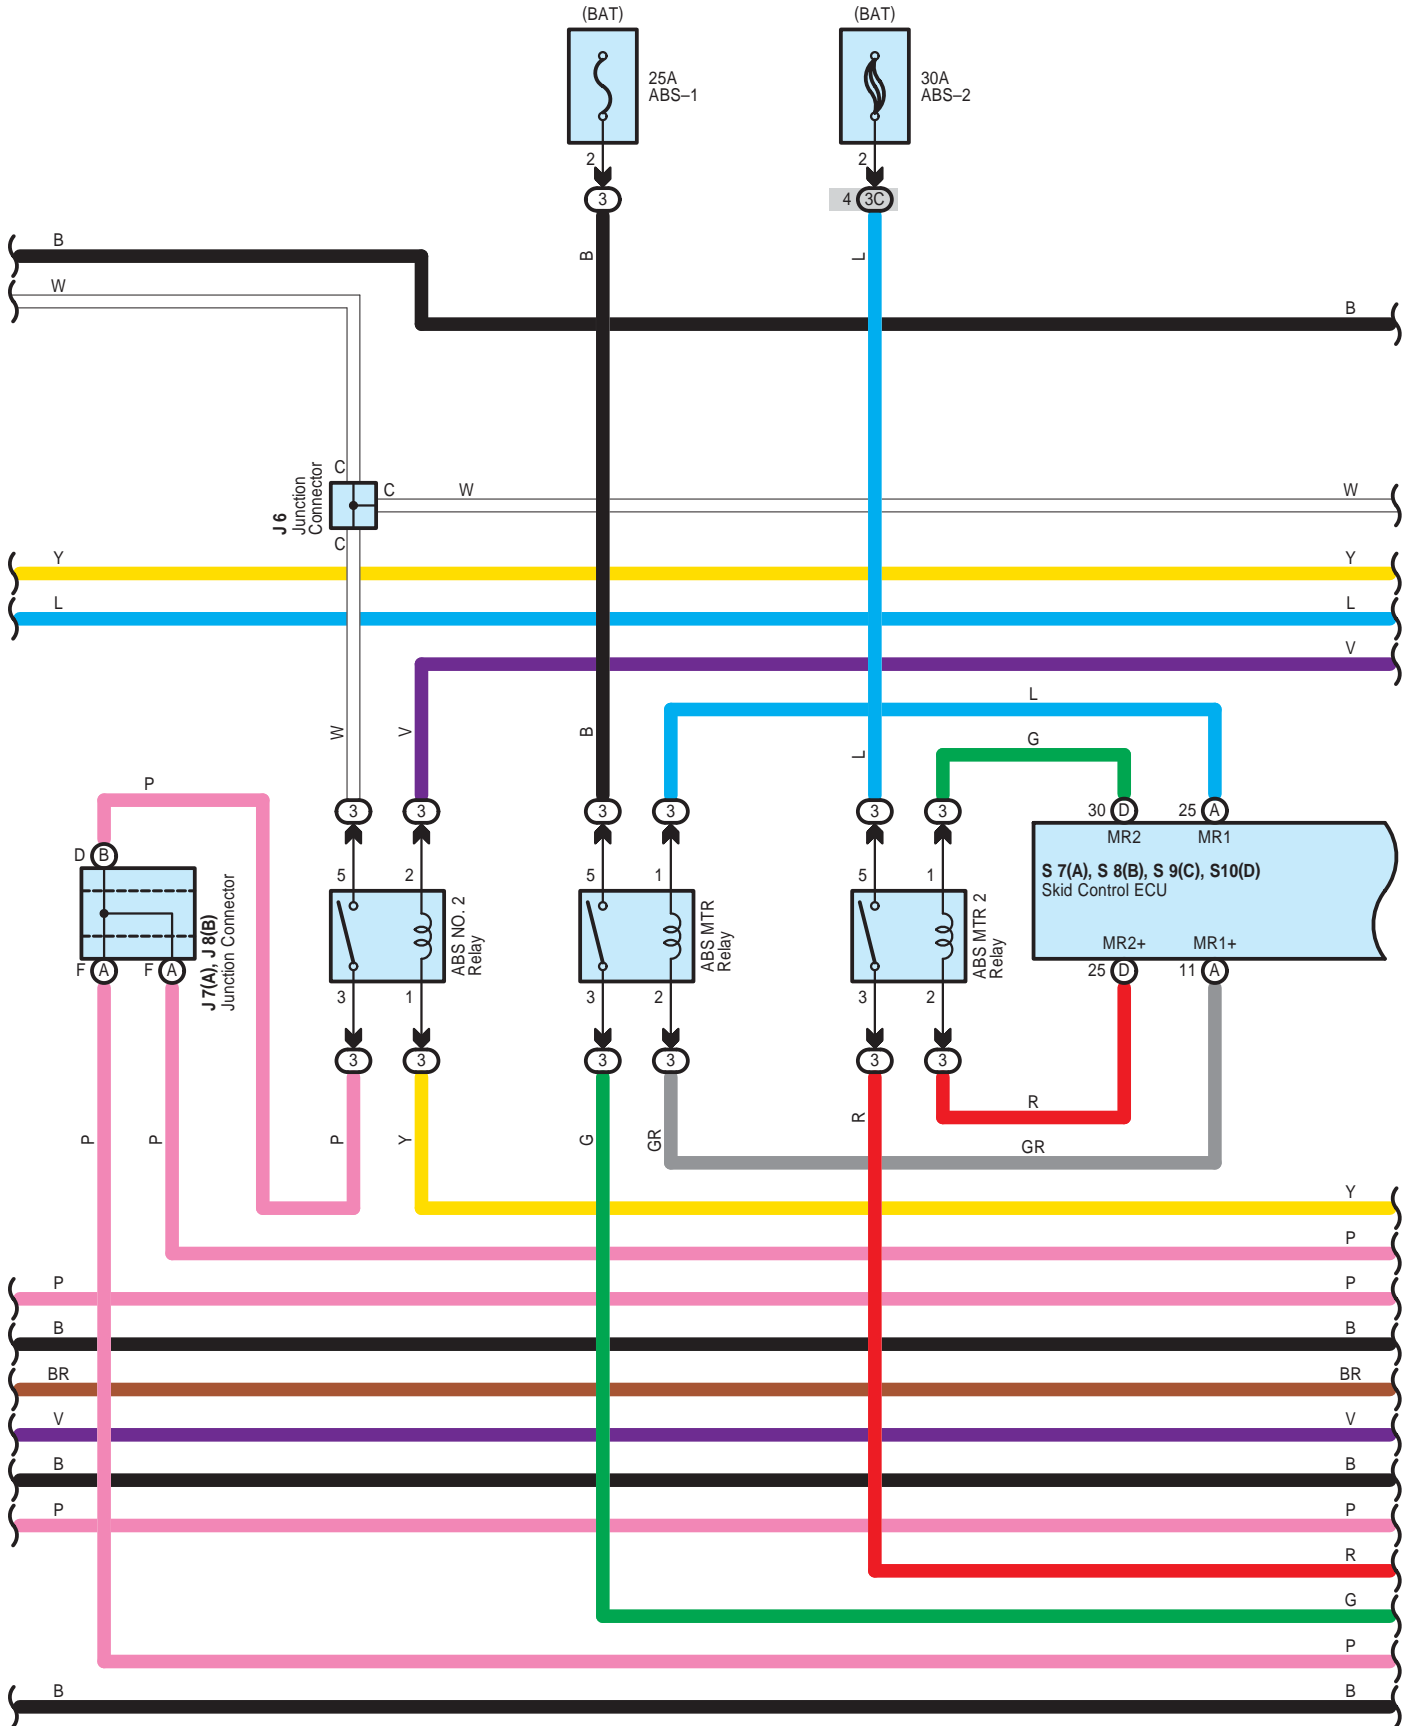 (BAT)
(BAT)
25A
ABS–1
30A
ABS–2
2
2
3
4 3C
B
B
L
W
B
C
J 6
Junction
Connector
C
W
W
C
Y
Y
L
L
V
L
W
V
B
L
G
P
3
3
3
3
3
3
30 D
25 A
MR2
MR1
D B
5
2
5
1
5
1
S 7(A), S 8(B), S 9(C), S10(D)
Skid Control ECU
J 7(A), J 8(B)
Junction Connector
ABS NO. 2
Relay
ABS MTR
Relay
ABS MTR 2
Relay
MR2+
MR1+
F A
F A
25 D
11 A
3
1
3
2
3
2
3
3
3
3
3
3
R
P
P
P
Y
G
GR
R
GR
Y
P
P
P
B
B
BR
BR
V
V
B
B
P
P
R
G
P
B
B